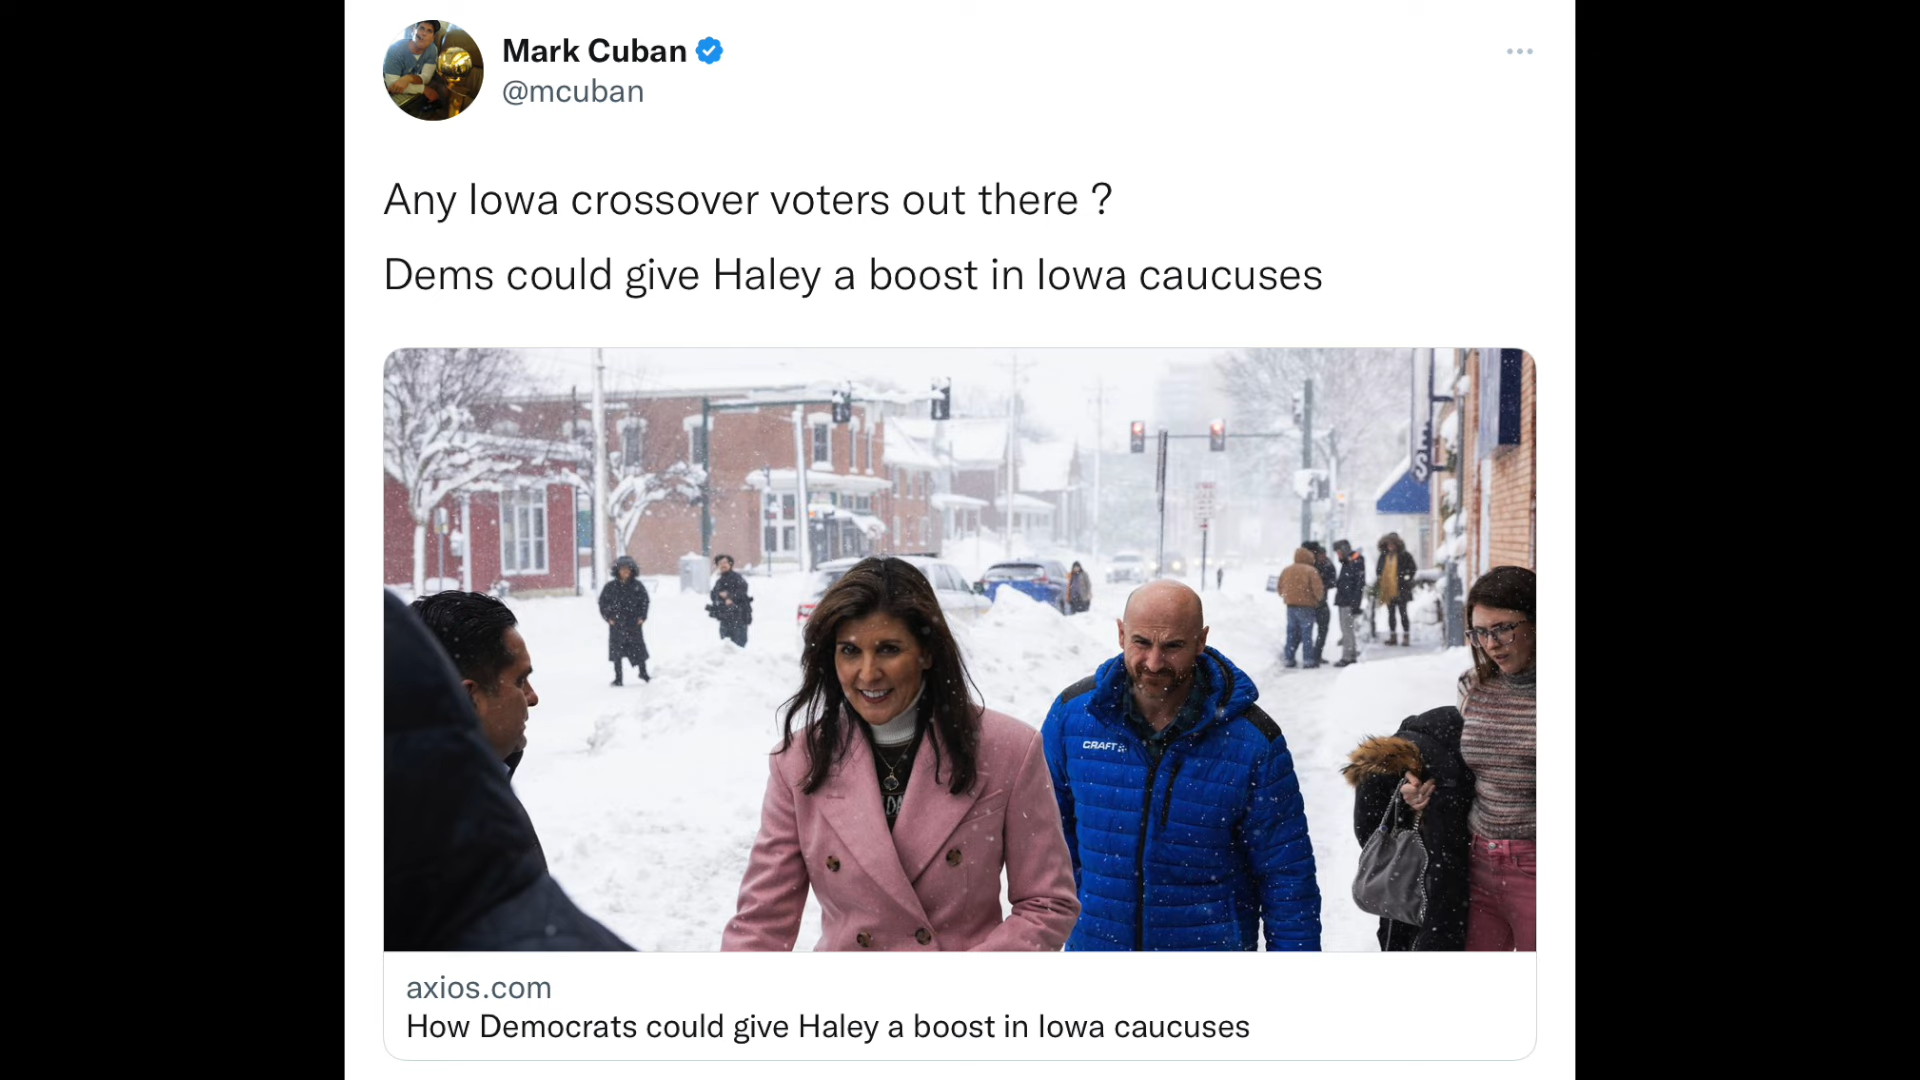 Mark Cuban
@mcuban
Any Iowa crossover voters out there ?
Dems could give Haley a boost in Iowa caucuses
CRAFT
axios.com
How Democrats could give Haley a boost in Iowa caucuses